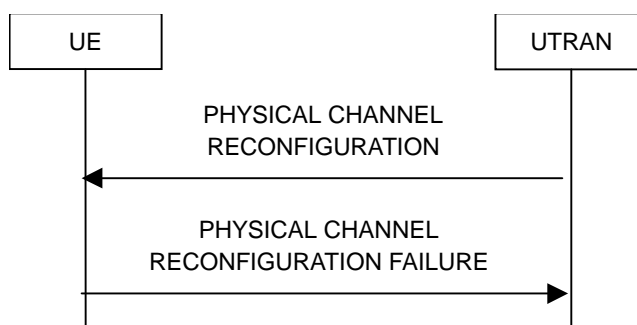 UE
UTRAN
PHYSICAL CHANNEL
RECONFIGURATION
PHYSICAL CHANNEL
RECONFIGURATION FAILURE